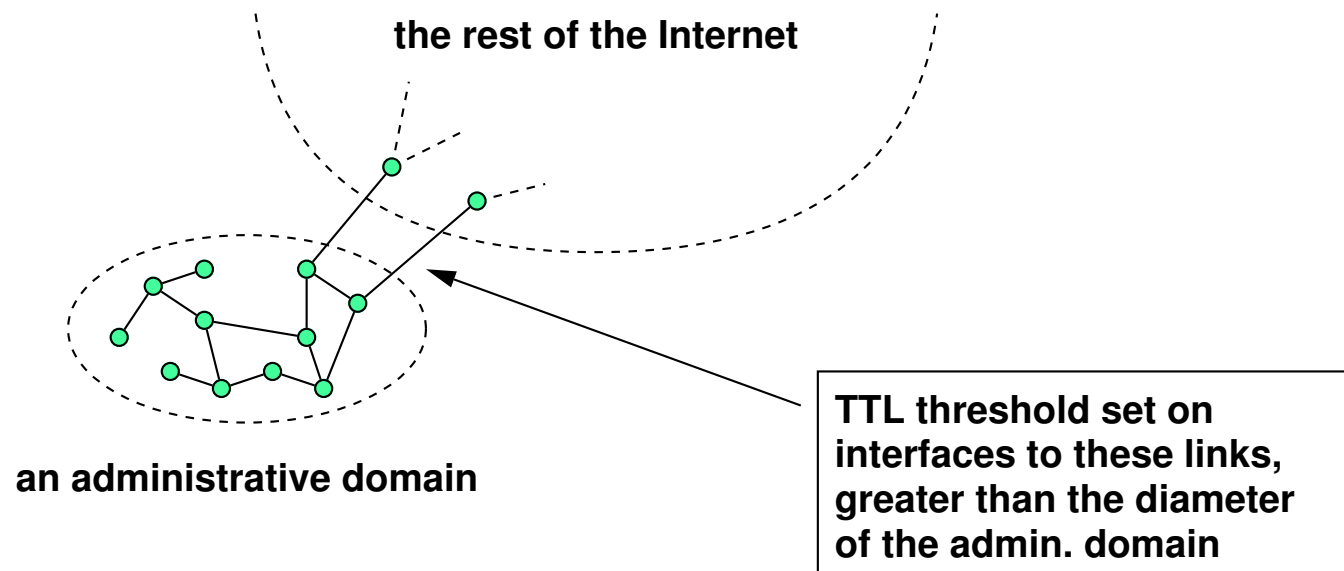 the rest of the Internet
an administrative domain
TTL threshold set on
interfaces to these links,
greater than the diameter
of the admin. domain